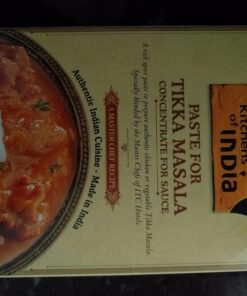 Kitchens
of INDIA
PASTE FOR
TIKKA MASALA
CONCENTRATE FOR SAUCE
A rich spice paste to prepare authentic chicken or vegetable Tikka Masala.
Specially blended by the Master Chefs of ITC Hotels.
A MASTER CHEF RECIPE
Authentic Indian Cuisine • Made in India